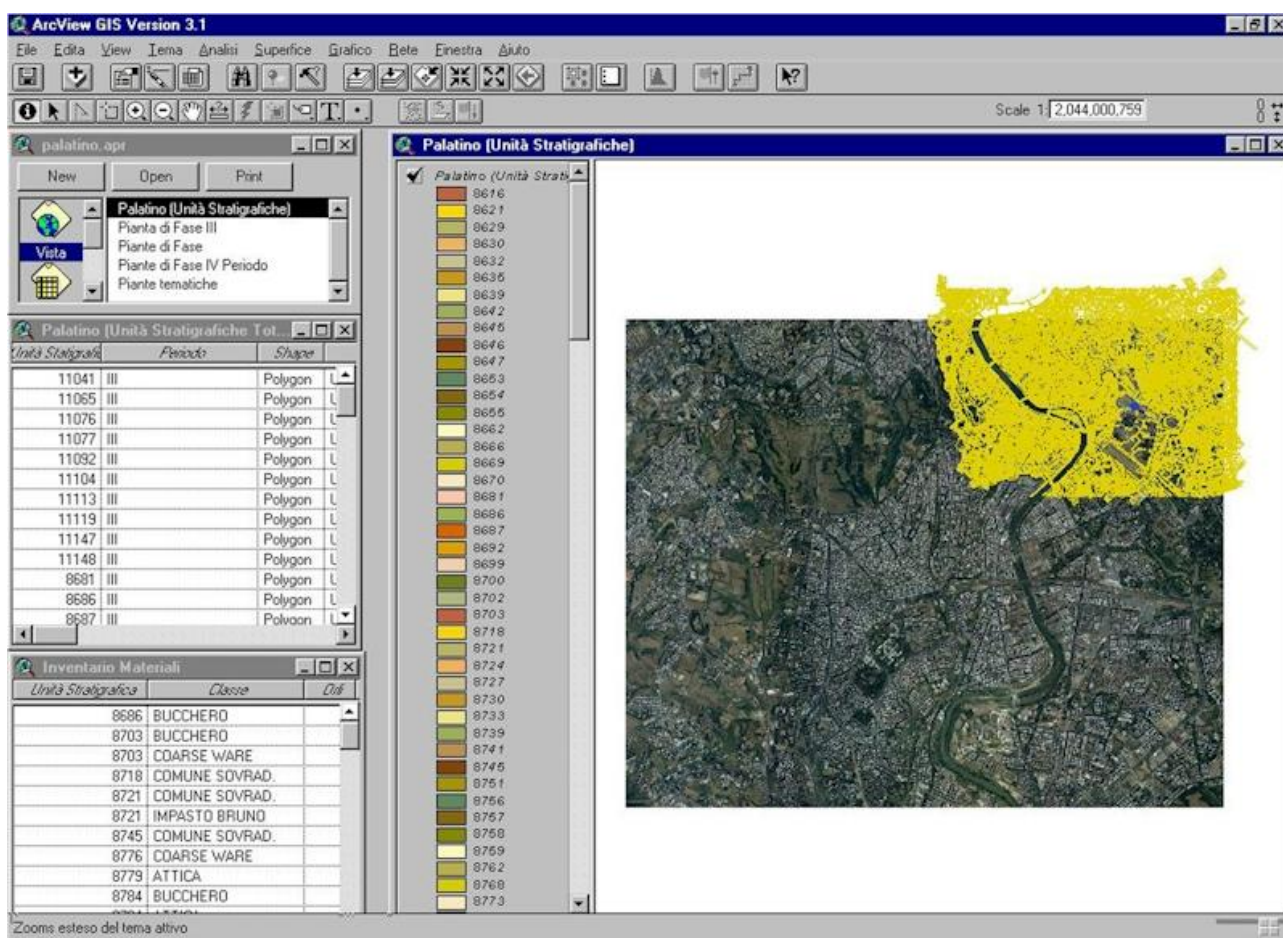 ArcView GIS Version 3.1
File Edita View Tema Analisi Superfice Grafico Rete Finestra Aiuto
Scale 1: 2,044,000,759
palatino.apr
New Open Print
Vista
Palatino (Unità Stratigrafiche)
Pianta di Fase III
Piante di Fase
Piante di Fase IV Periodo
Piante tematiche
Palatino (Unità Stratigrafiche Tot...
Unità Statigrafic Periodo Shape
11041 III Polygon U
11065 III Polygon U
11076 III Polygon U
11077 III Polygon U
11092 III Polygon U
11104 III Polygon U
11113 III Polygon U
11119 III Polygon U
11147 III Polygon U
11148 III Polygon U
8681 III Polygon U
8686 III Polygon U
8687 III Polygon U
Inventario Materiali
Unità Stratigrafica Classe Difi
8686 BUCCHERO
8703 BUCCHERO
8703 COARSE WARE
8718 COMUNE SOVRAD.
8721 COMUNE SOVRAD.
8721 IMPASTO BRUNO
8745 COMUNE SOVRAD.
8776 COARSE WARE
8779 ATTICA
8784 BUCCHERO
Palatino (Unità Stratigrafiche)
Palatino (Unità Strati
8616
8621
8629
8630
8632
8635
8639
8642
8645
8646
8647
8653
8654
8655
8662
8666
8669
8670
8681
8686
8687
8692
8699
8700
8702
8703
8718
8721
8724
8727
8730
8733
8739
8741
8745
8751
8756
8757
8758
8759
8762
8768
8773
Zooms esteso del tema attivo